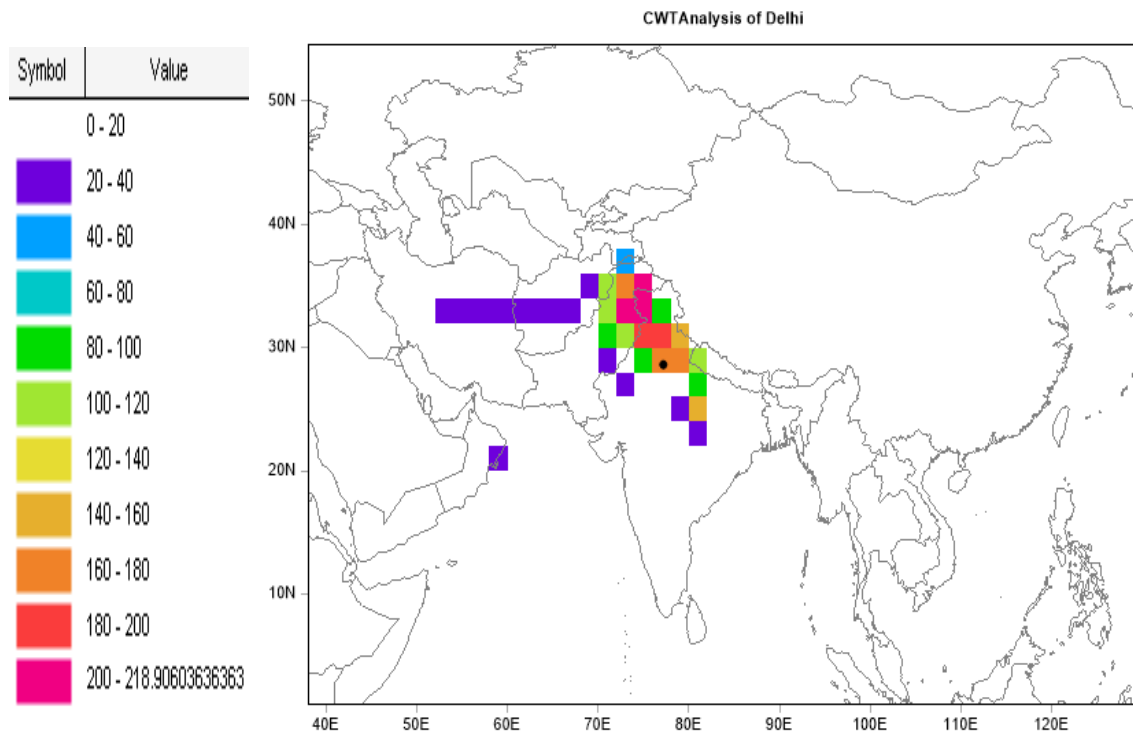 CWTAnalysis of Delhi
Symbol Value
0 - 20
20 - 40
40 - 60
60 - 80
80 - 100
100 - 120
120 - 140
140 - 160
160 - 180
180 - 200
200 - 218.90603636363
50N
40N
30N
20N
10N
40E 50E 60E 70E 80E 90E 100E 110E 120E